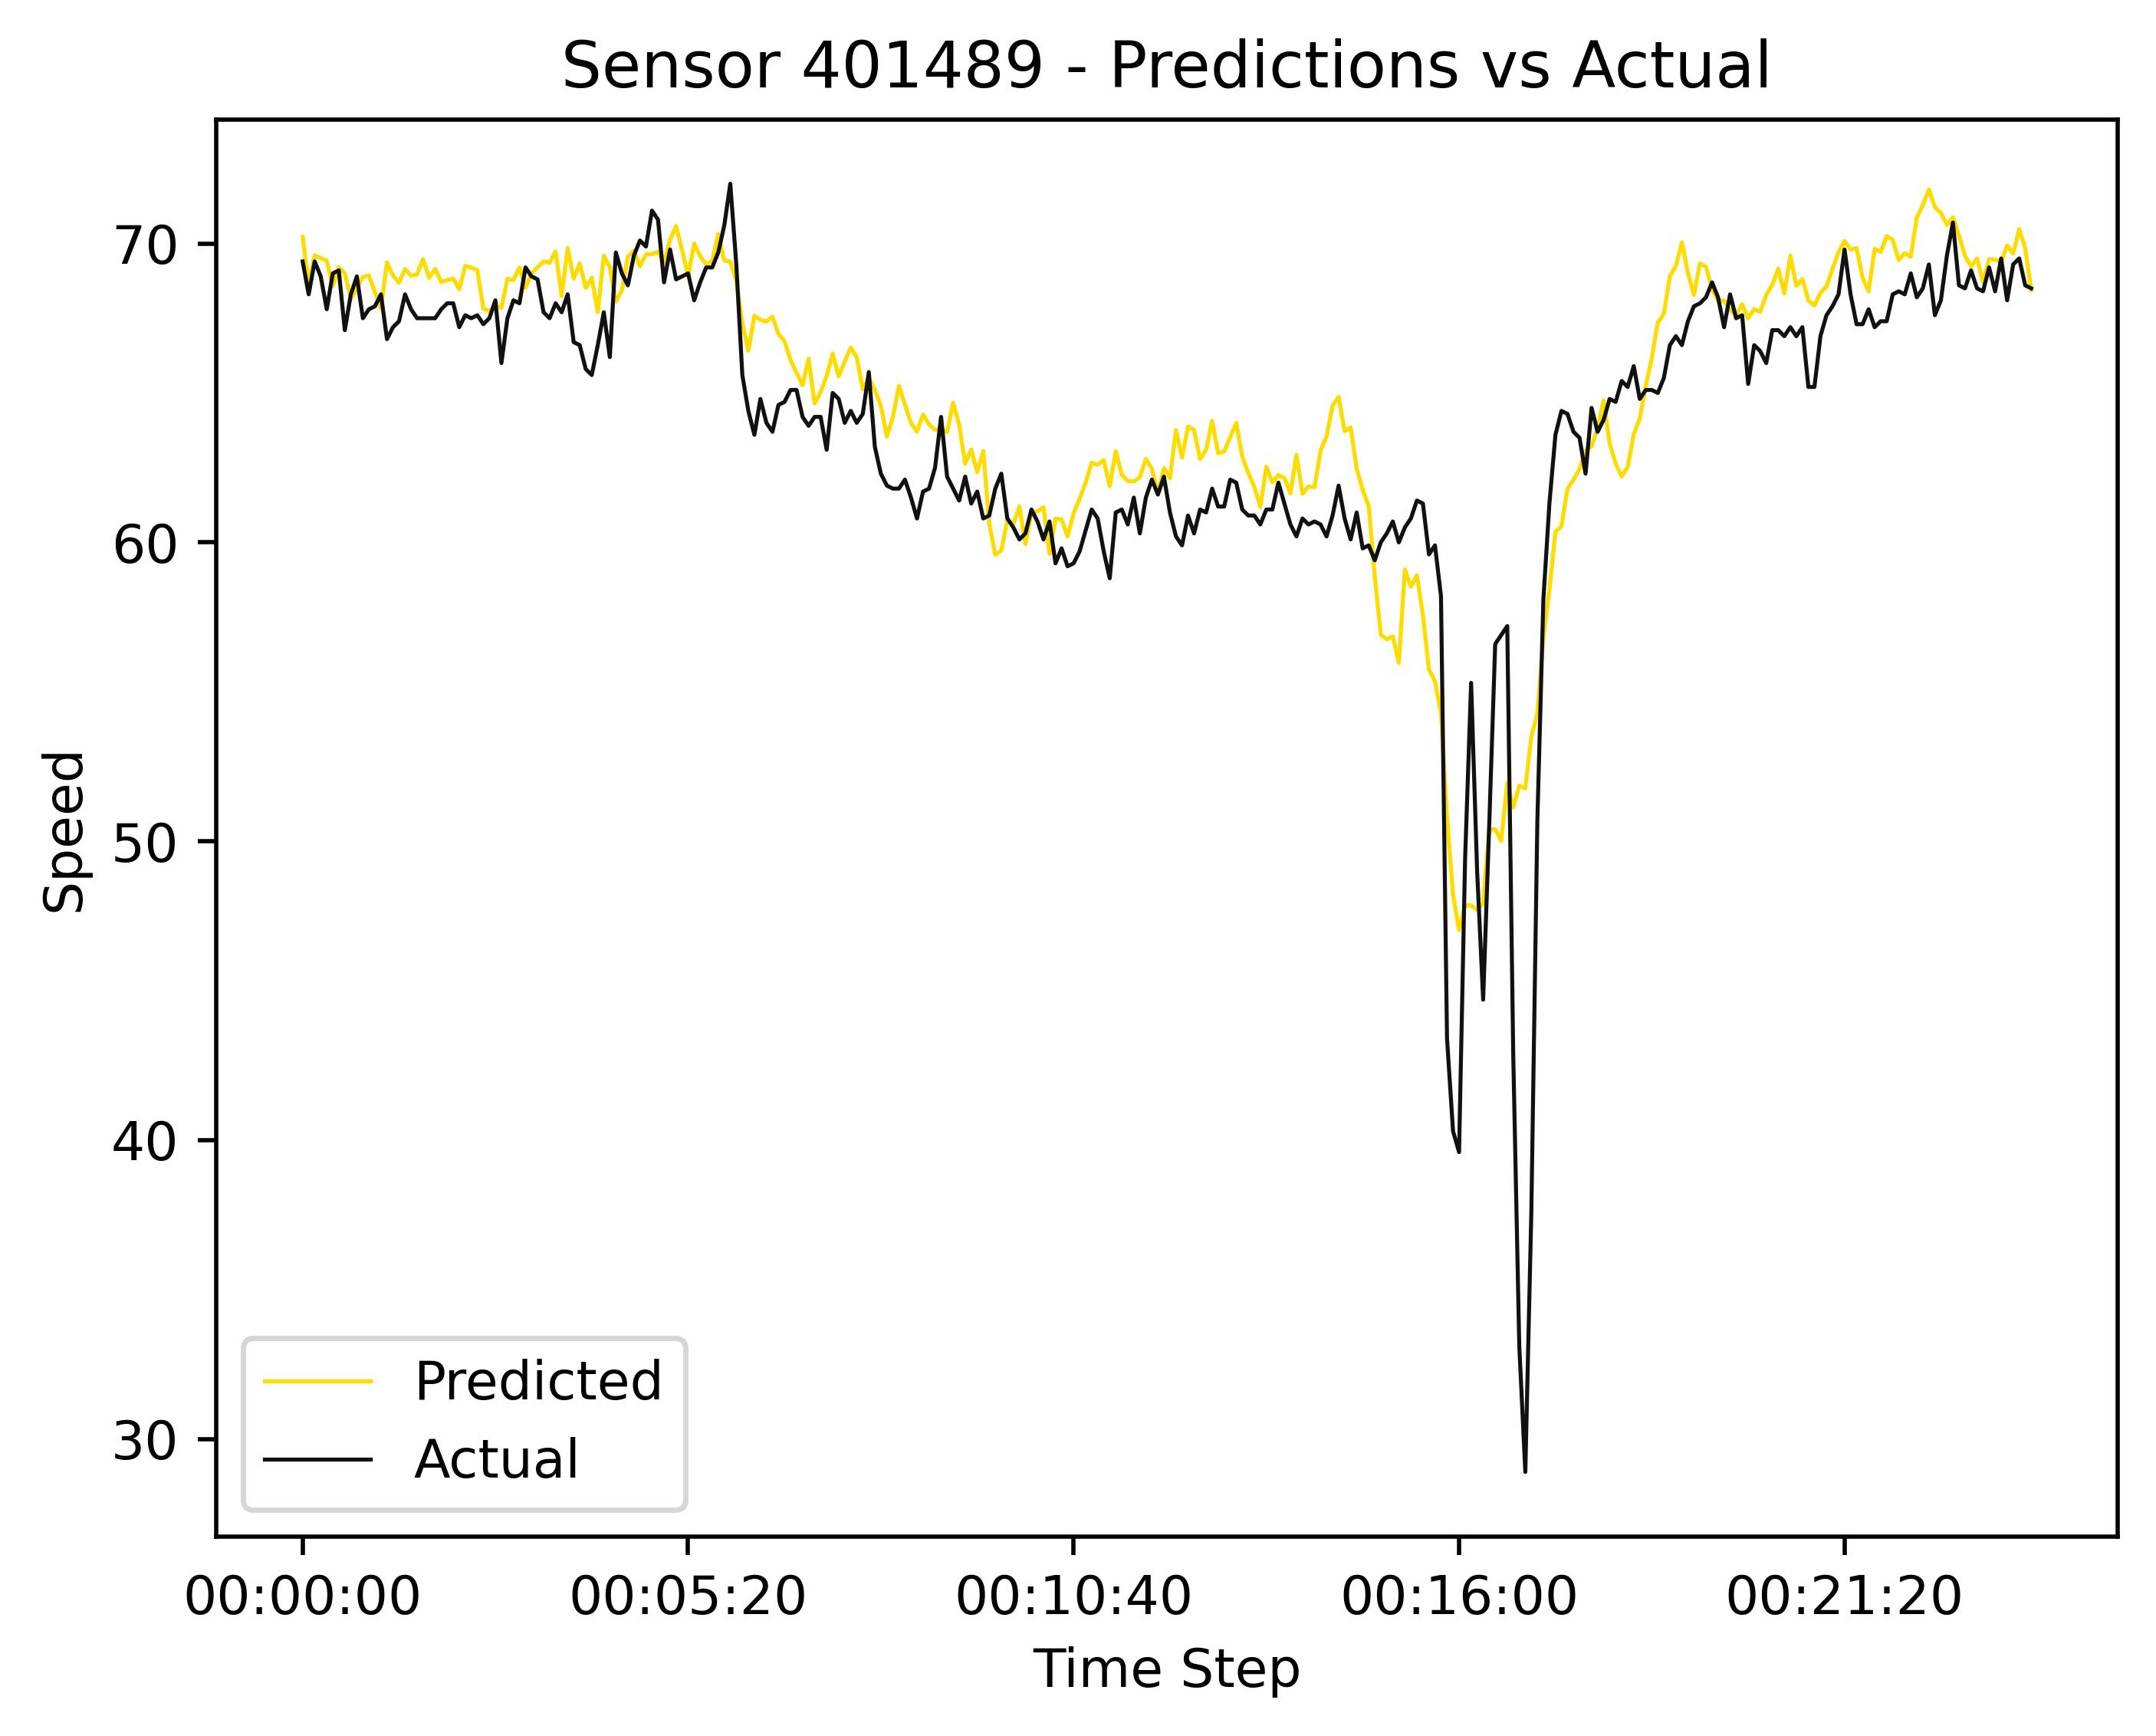 Sensor 401489 - Predictions vs Actual
70
60
50
40
30
Speed
Predicted
Actual
00:00:00 00:05:20 00:10:40 00:16:00 00:21:20
Time Step